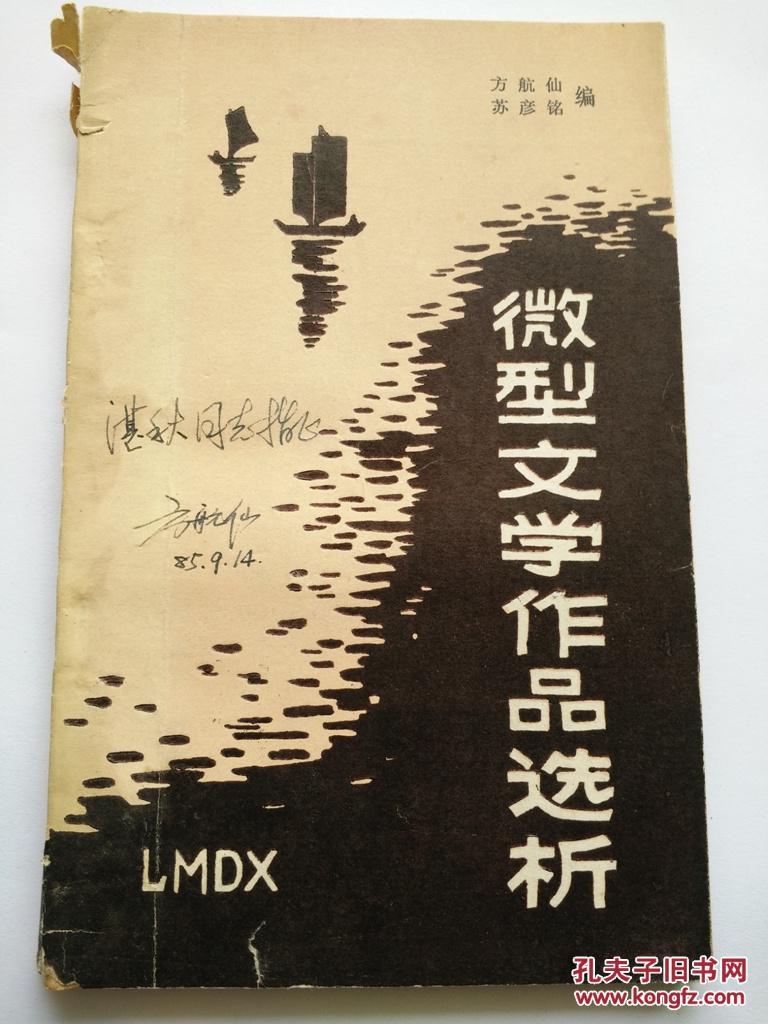 方航仙
苏彦铭
编
微型文学作品选析
湛秋同志指正
方航仙
85.9.14.
LMDX
孔夫子旧书网
www.kongfz.com